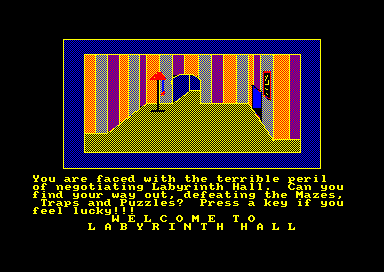 You are faced with the terrible peril
of negotiating Labyrinth Hall.  Can you
find your way out, defeating the Mazes,
Traps and Puzzles?  Press a key if you
feel lucky!!!
W E L C O M E   T O
L A B Y R I N T H   H A L L